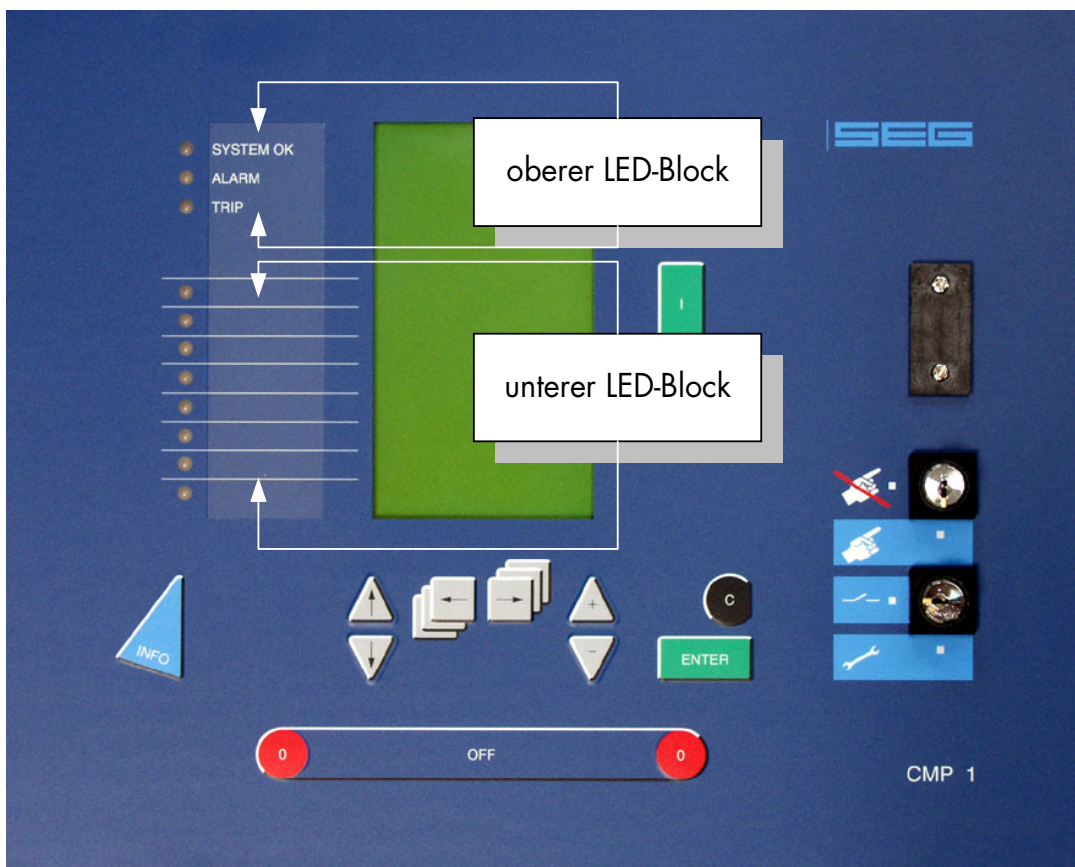 SEG
SYSTEM OK
ALARM
TRIP
oberer LED-Block
I
unterer LED-Block
INFO
+
-
C
ENTER
0 OFF 0
CMP 1